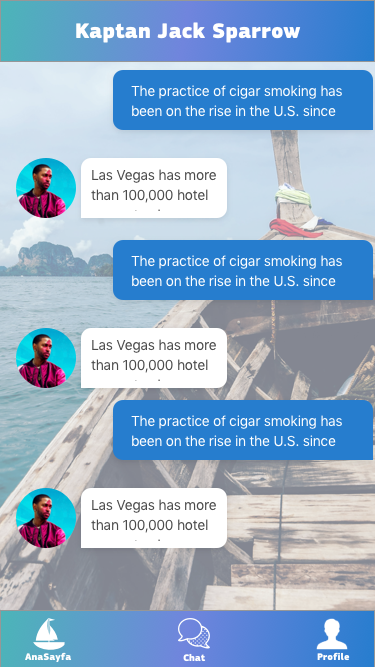 Kaptan Jack Sparrow
The practice of cigar smoking has
been on the rise in the U.S. since
Las Vegas has more
than 100,000 hotel
The practice of cigar smoking has
been on the rise in the U.S. since
Las Vegas has more
than 100,000 hotel
The practice of cigar smoking has
been on the rise in the U.S. since
Las Vegas has more
than 100,000 hotel
AnaSayfa
Chat
Profile